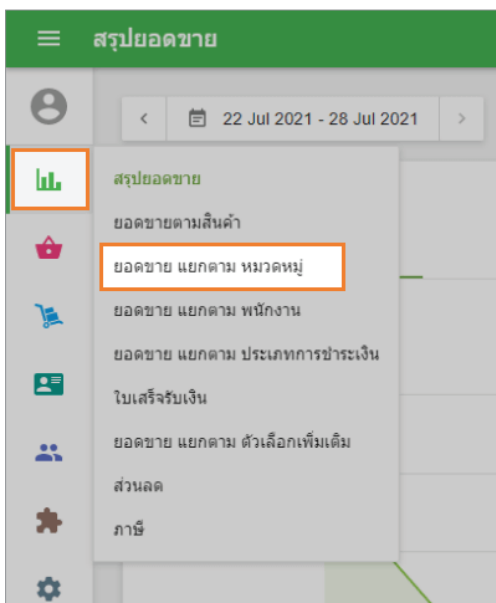 สรุปยอดขาย
22 Jul 2021 - 28 Jul 2021
สรุปยอดขาย
ยอดขายตามสินค้า
ยอดขาย แยกตาม หมวดหมู่
ยอดขาย แยกตาม พนักงาน
ยอดขาย แยกตาม ประเภทการชำระเงิน
ใบเสร็จรับเงิน
ยอดขาย แยกตาม ตัวเลือกเพิ่มเติม
ส่วนลด
ภาษี